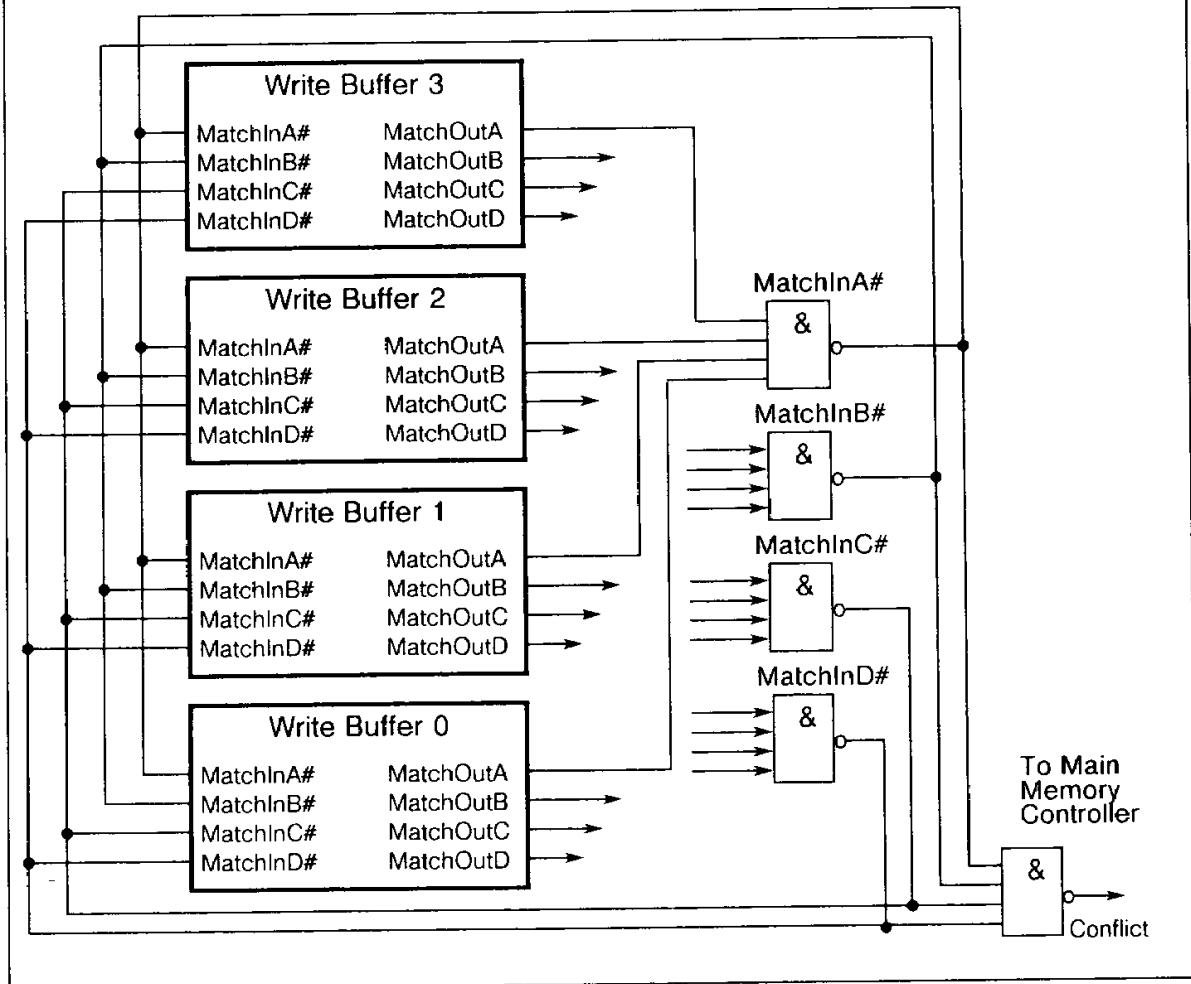 Write Buffer 3
MatchInA# MatchOutA
MatchInB# MatchOutB
MatchInC# MatchOutC
MatchInD# MatchOutD
Write Buffer 2
MatchInA# MatchOutA
MatchInB# MatchOutB
MatchInC# MatchOutC
MatchInD# MatchOutD
Write Buffer 1
MatchInA# MatchOutA
MatchInB# MatchOutB
MatchInC# MatchOutC
MatchInD# MatchOutD
Write Buffer 0
MatchInA# MatchOutA
MatchInB# MatchOutB
MatchInC# MatchOutC
MatchInD# MatchOutD
MatchInA#
&
MatchInB#
&
MatchInC#
&
MatchInD#
&
To Main
Memory
Controller
&
Conflict